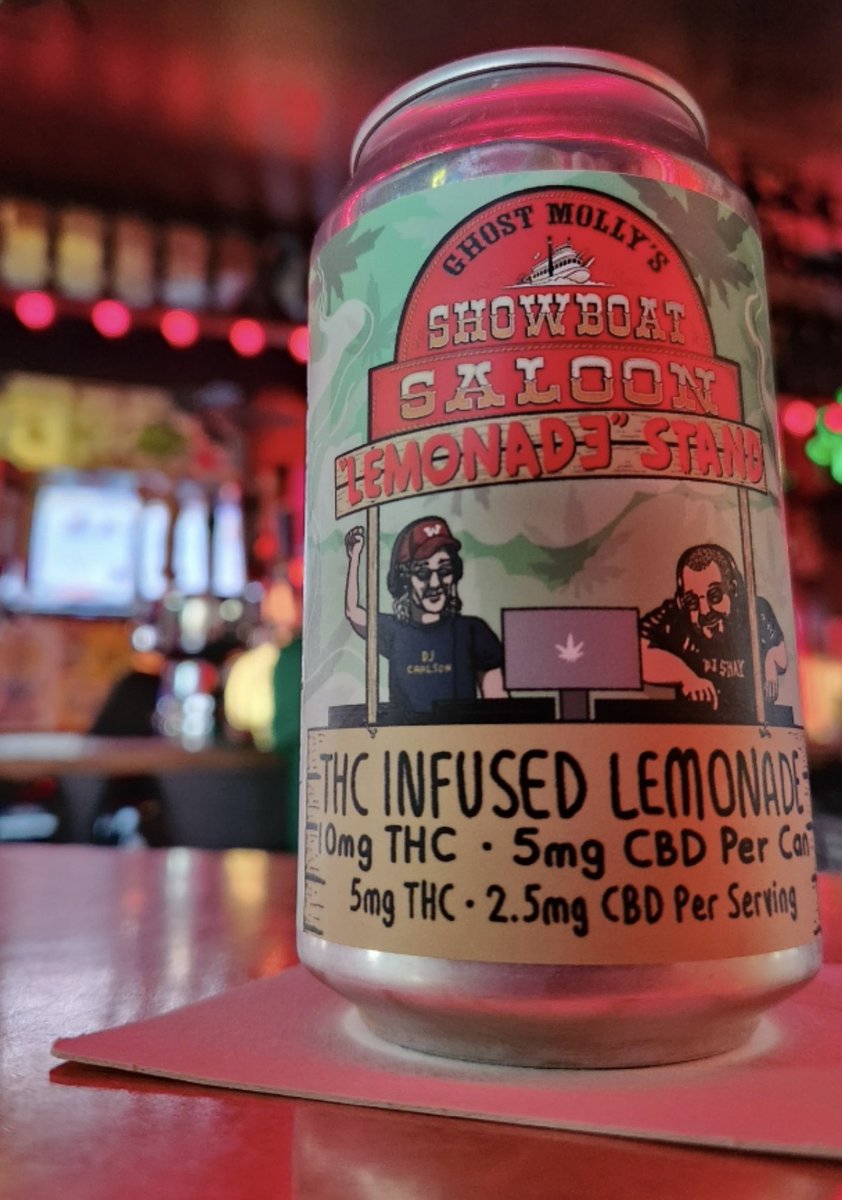 GHOST MOLLY'S
SHOWBOAT
SALOON
"LEMONADE" STAND
W
DJ
CARLSON
DJ SHAY
THC INFUSED LEMONADE
10mg THC · 5mg CBD Per Can
5mg THC · 2.5mg CBD Per Serving